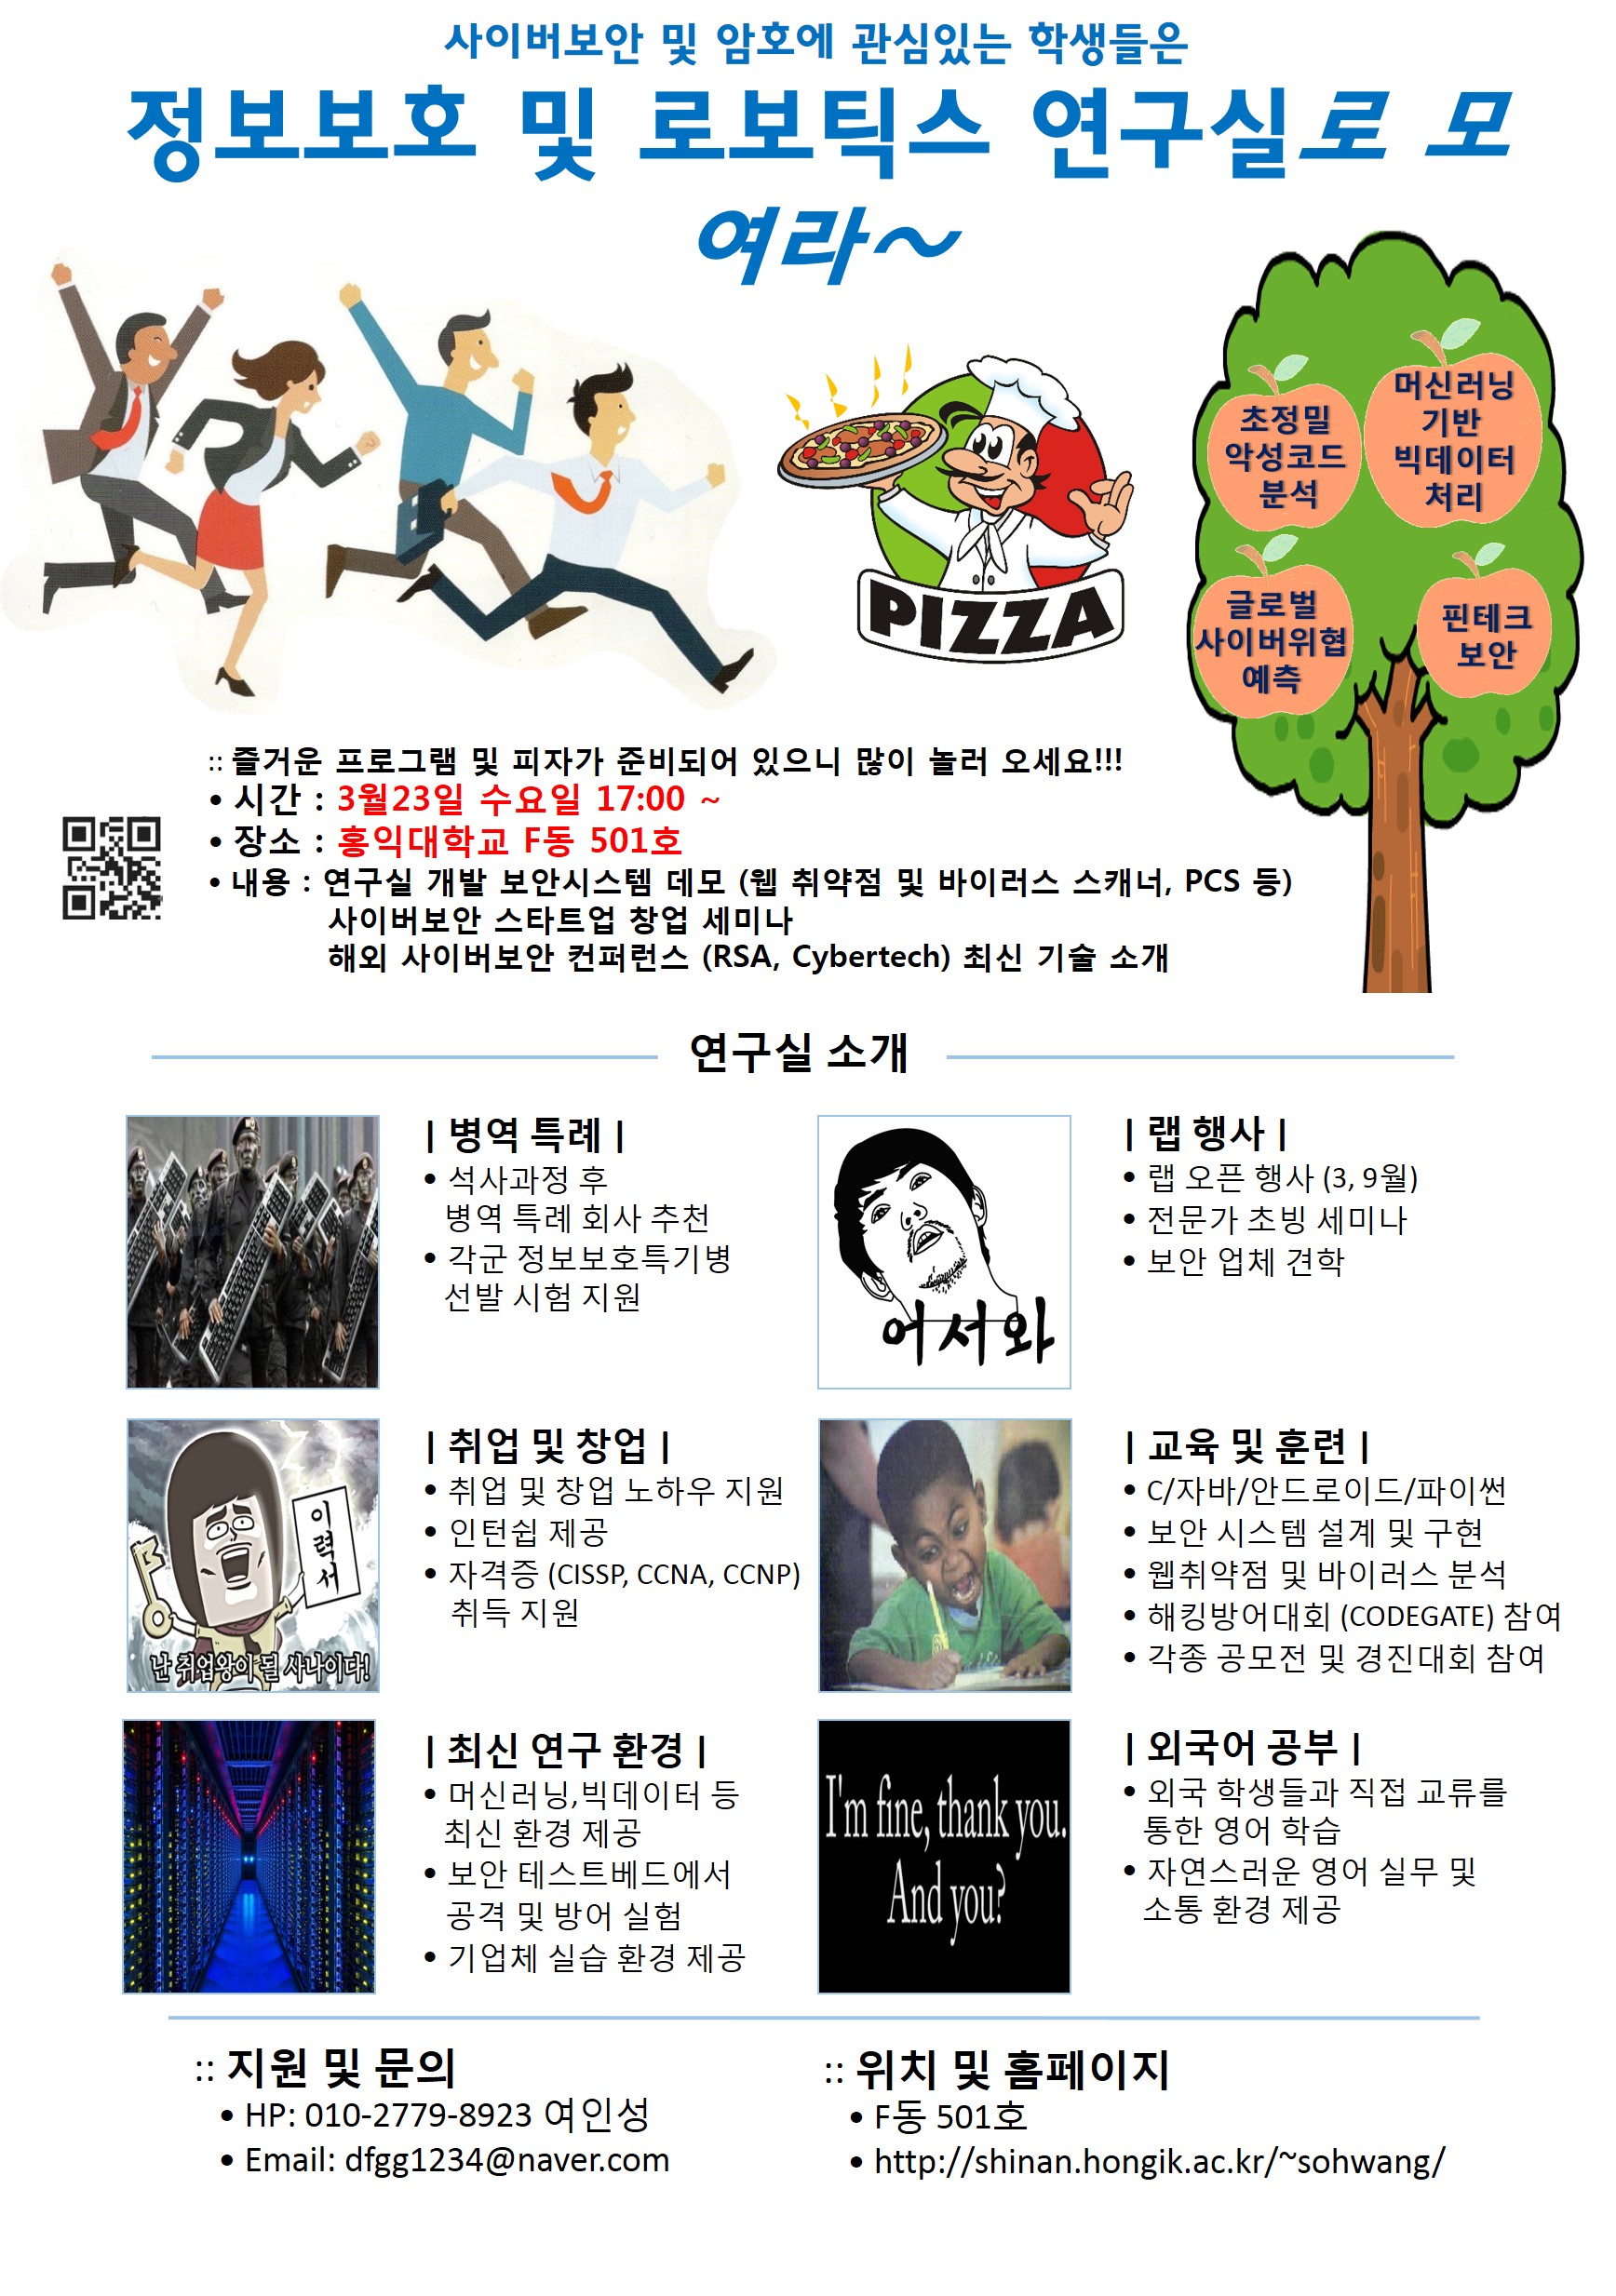 사이버보안 및 암호에 관심있는 학생들은
정보보호 및 로보틱스 연구실로 모
여라~
PIZZA
초정밀
악성코드
분석
머신러닝
기반
빅데이터
처리
글로벌
사이버위협
예측
핀테크
보안
:: 즐거운 프로그램 및 피자가 준비되어 있으니 많이 놀러 오세요!!!
• 시간 : 3월23일 수요일 17:00 ~
• 장소 : 홍익대학교 F동 501호
• 내용 : 연구실 개발 보안시스템 데모 (웹 취약점 및 바이러스 스캐너, PCS 등)
사이버보안 스타트업 창업 세미나
해외 사이버보안 컨퍼런스 (RSA, Cybertech) 최신 기술 소개
연구실 소개
| 병역 특례 |
• 석사과정 후
병역 특례 회사 추천
• 각군 정보보호특기병
선발 시험 지원
어서와
| 랩 행사 |
• 랩 오픈 행사 (3, 9월)
• 전문가 초빙 세미나
• 보안 업체 견학
이력서
난 취업왕이 될 사나이다!
| 취업 및 창업 |
• 취업 및 창업 노하우 지원
• 인턴쉽 제공
• 자격증 (CISSP, CCNA, CCNP)
취득 지원
| 교육 및 훈련 |
• C/자바/안드로이드/파이썬
• 보안 시스템 설계 및 구현
• 웹취약점 및 바이러스 분석
• 해킹방어대회 (CODEGATE) 참여
• 각종 공모전 및 경진대회 참여
| 최신 연구 환경 |
• 머신러닝,빅데이터 등
최신 환경 제공
• 보안 테스트베드에서
공격 및 방어 실험
• 기업체 실습 환경 제공
I'm fine, thank you.
And you?
| 외국어 공부 |
• 외국 학생들과 직접 교류를
통한 영어 학습
• 자연스러운 영어 실무 및
소통 환경 제공
:: 지원 및 문의
• HP: 010-2779-8923 여인성
• Email: dfgg1234@naver.com
:: 위치 및 홈페이지
• F동 501호
• http://shinan.hongik.ac.kr/~sohwang/